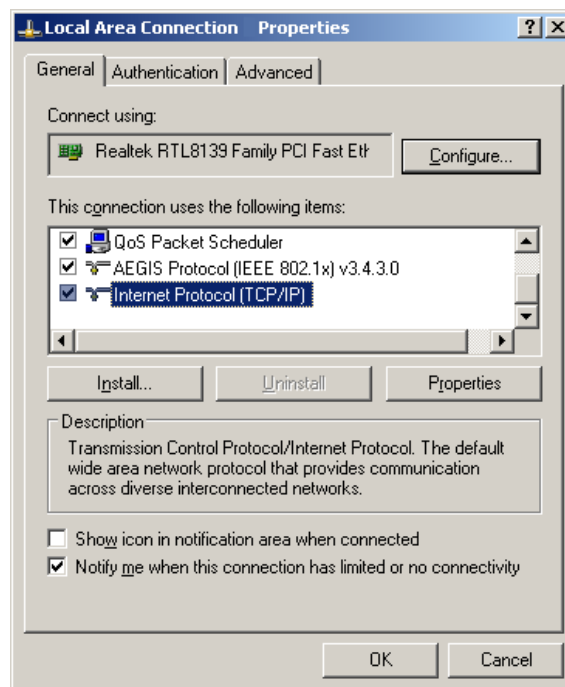 Local Area Connection Properties
General Authentication Advanced
Connect using:
Realtek RTL8139 Family PCI Fast Eth
Configure...
This connection uses the following items:
QoS Packet Scheduler
AEGIS Protocol (IEEE 802.1x) v3.4.3.0
Internet Protocol (TCP/IP)
Install... Uninstall Properties
Description
Transmission Control Protocol/Internet Protocol. The default
wide area network protocol that provides communication
across diverse interconnected networks.
Show icon in notification area when connected
Notify me when this connection has limited or no connectivity
OK Cancel